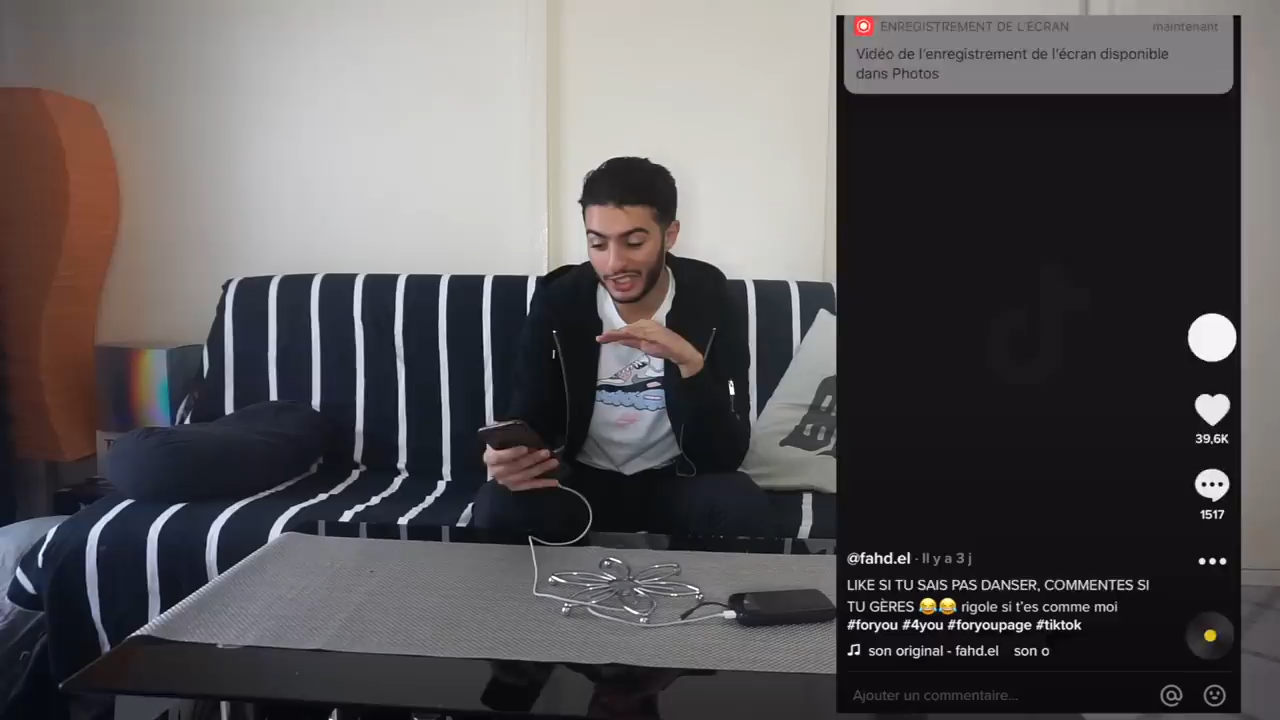 ENREGISTREMENT DE L'ÉCRAN maintenant
Vidéo de l'enregistrement de l'écran disponible
dans Photos
39,6K
1517
@fahd.el · Il y a 3 j
LIKE SI TU SAIS PAS DANSER, COMMENTES SI
TU GÈRES 😂😂 rigole si t'es comme moi
#foryou #4you #foryoupage #tiktok
son original - fahd.el son o
Ajouter un commentaire...